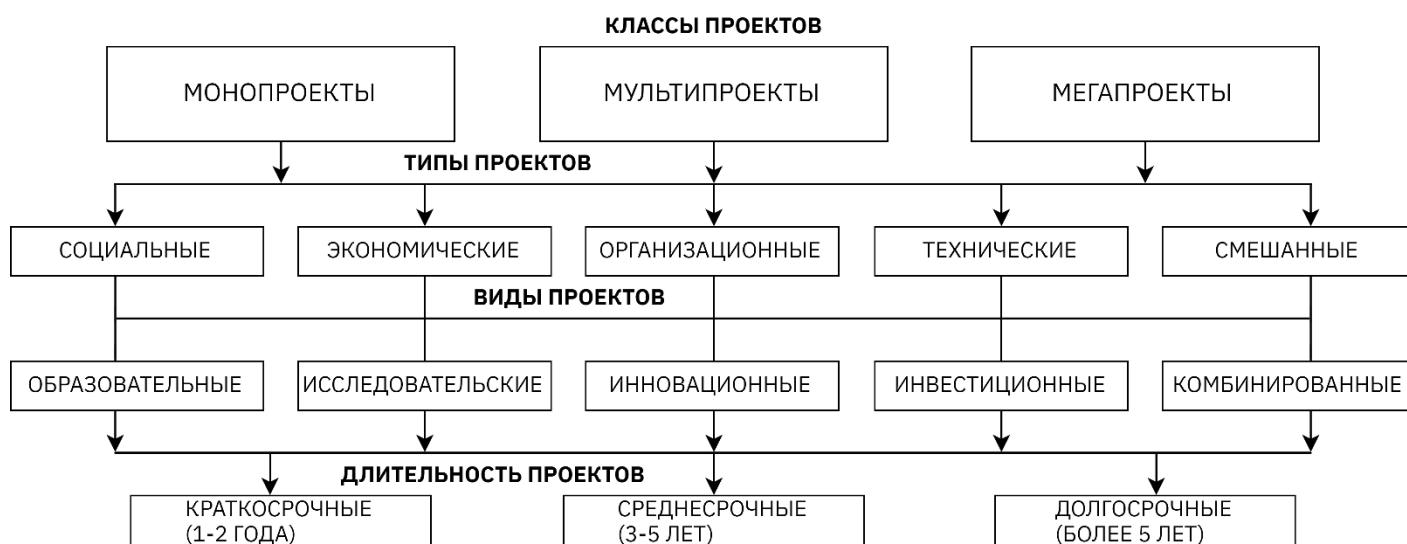 КЛАССЫ ПРОЕКТОВ
МОНОПРОЕКТЫ
МУЛЬТИПРОЕКТЫ
МЕГАПРОЕКТЫ
ТИПЫ ПРОЕКТОВ
СОЦИАЛЬНЫЕ
ЭКОНОМИЧЕСКИЕ
ОРГАНИЗАЦИОННЫЕ
ТЕХНИЧЕСКИЕ
СМЕШАННЫЕ
ВИДЫ ПРОЕКТОВ
ОБРАЗОВАТЕЛЬНЫЕ
ИССЛЕДОВАТЕЛЬСКИЕ
ИННОВАЦИОННЫЕ
ИНВЕСТИЦИОННЫЕ
КОМБИНИРОВАННЫЕ
ДЛИТЕЛЬНОСТЬ ПРОЕКТОВ
КРАТКОСРОЧНЫЕ
(1-2 ГОДА)
СРЕДНЕСРОЧНЫЕ
(3-5 ЛЕТ)
ДОЛГОСРОЧНЫЕ
(БОЛЕЕ 5 ЛЕТ)